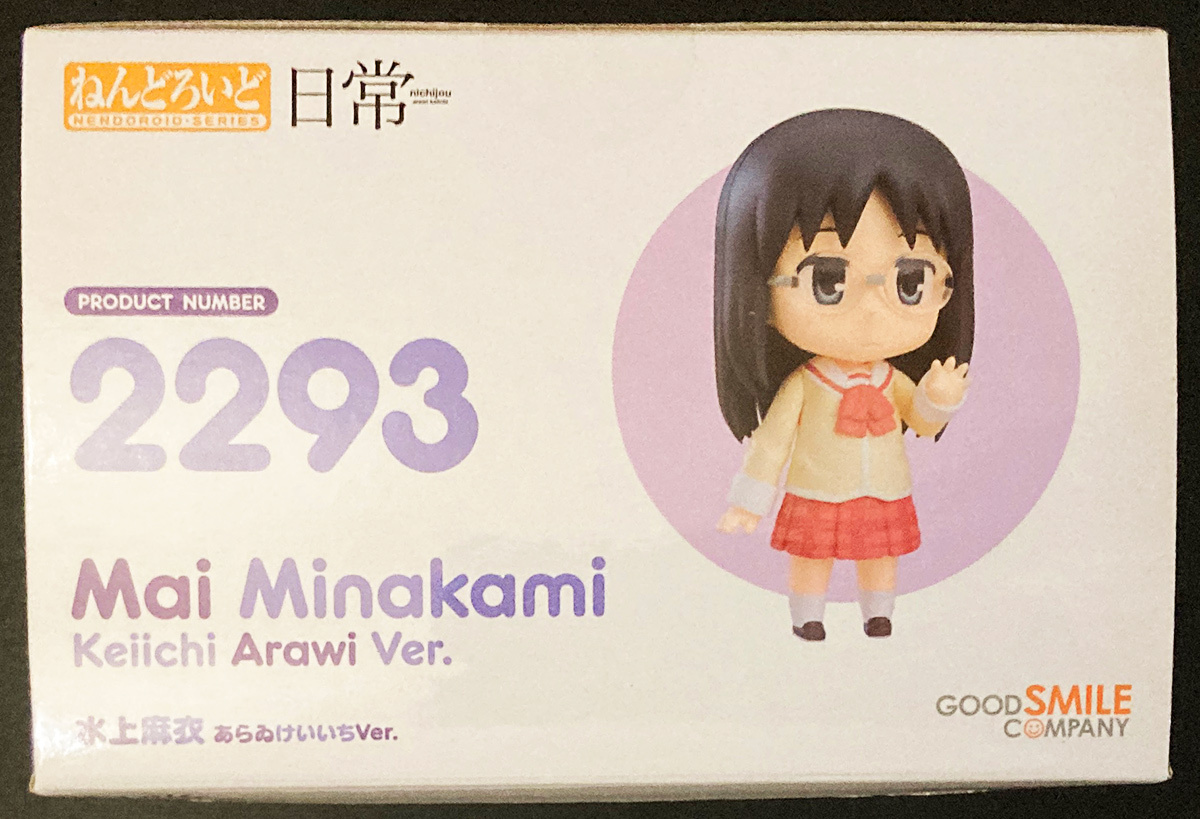 ねんどろいど
NENDOROID·SERIES
日常
nichijou
PRODUCT NUMBER
2293
Mai Minakami
Keiichi Arawi Ver.
水上麻衣 あらゐけいいちVer.
GOOD SMILE
COMPANY